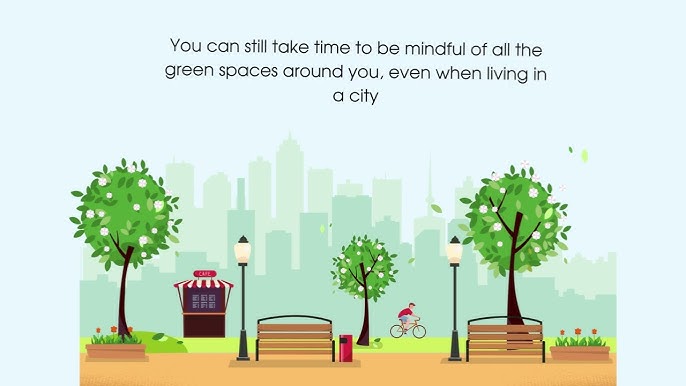 You can still take time to be mindful of all the
green spaces around you, even when living in
a city
CAFE